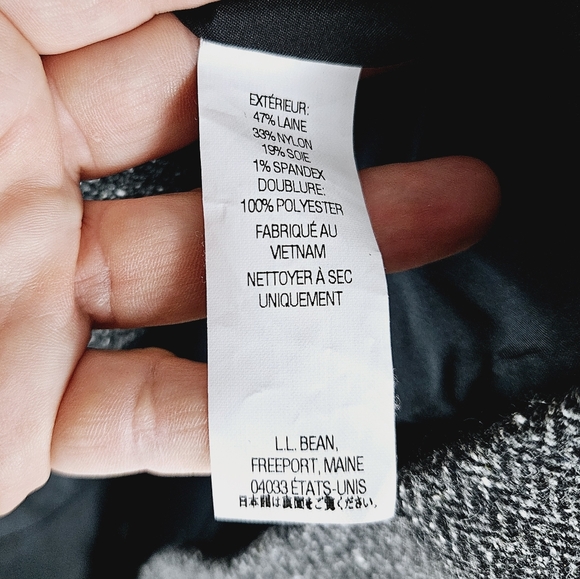 EXTÉRIEUR:
47% LAINE
33% NYLON
19% SOIE
1% SPANDEX
DOUBLURE:
100% POLYESTER
FABRIQUÉ AU
VIETNAM
NETTOYER À SEC
UNIQUEMENT
L.L. BEAN,
FREEPORT, MAINE
04033 ÉTATS-UNIS
日本語は裏面をご覧ください。